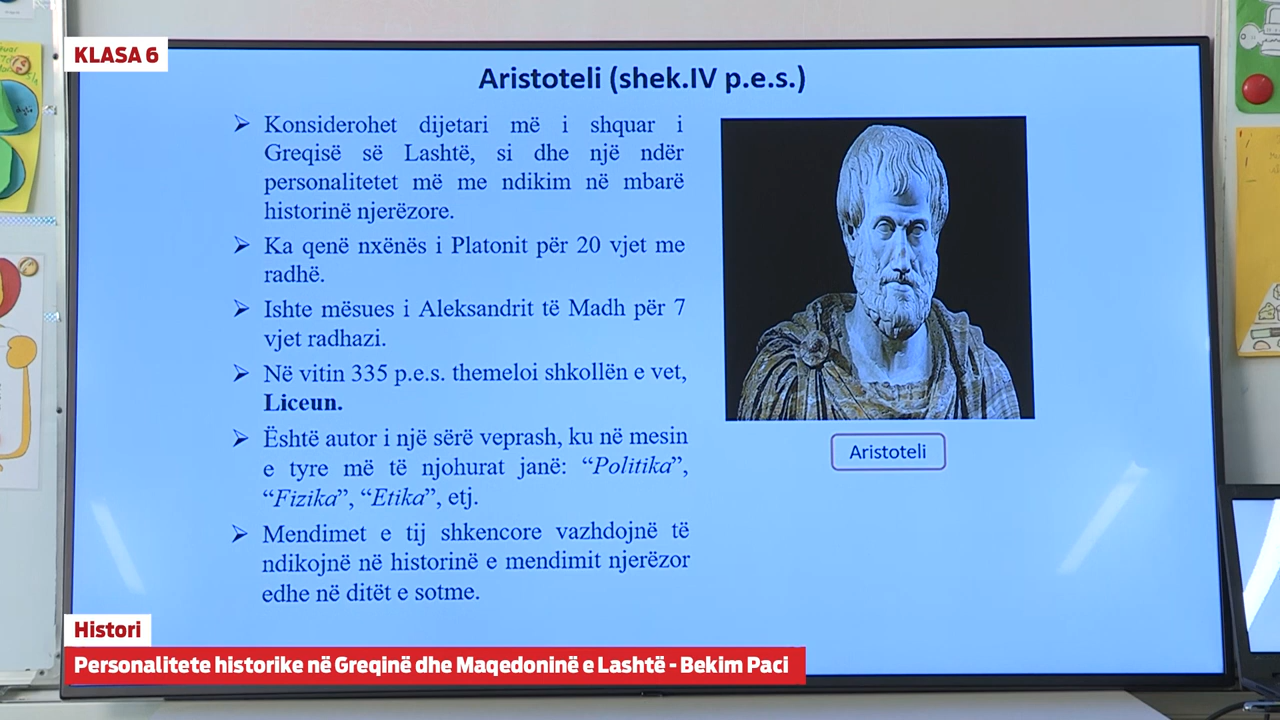 KLASA 6
Aristoteli (shek.IV p.e.s.)
Konsiderohet dijetari më i shquar i
Greqisë së Lashtë, si dhe një ndër
personalitetet më me ndikim në mbarë
historinë njerëzore.
Ka qenë nxënës i Platonit për 20 vjet me
radhë.
Ishte mësues i Aleksandrit të Madh për 7
vjet radhazi.
Në vitin 335 p.e.s. themeloi shkollën e vet,
Liceun.
Është autor i një sërë veprash, ku në mesin
e tyre më të njohurat janë: “Politika”,
“Fizika”, “Etika”, etj.
Mendimet e tij shkencore vazhdojnë të
ndikojnë në historinë e mendimit njerëzor
edhe në ditët e sotme.
Aristoteli
Histori
Personalitete historike në Greqinë dhe Maqedoninë e Lashtë - Bekim Paci